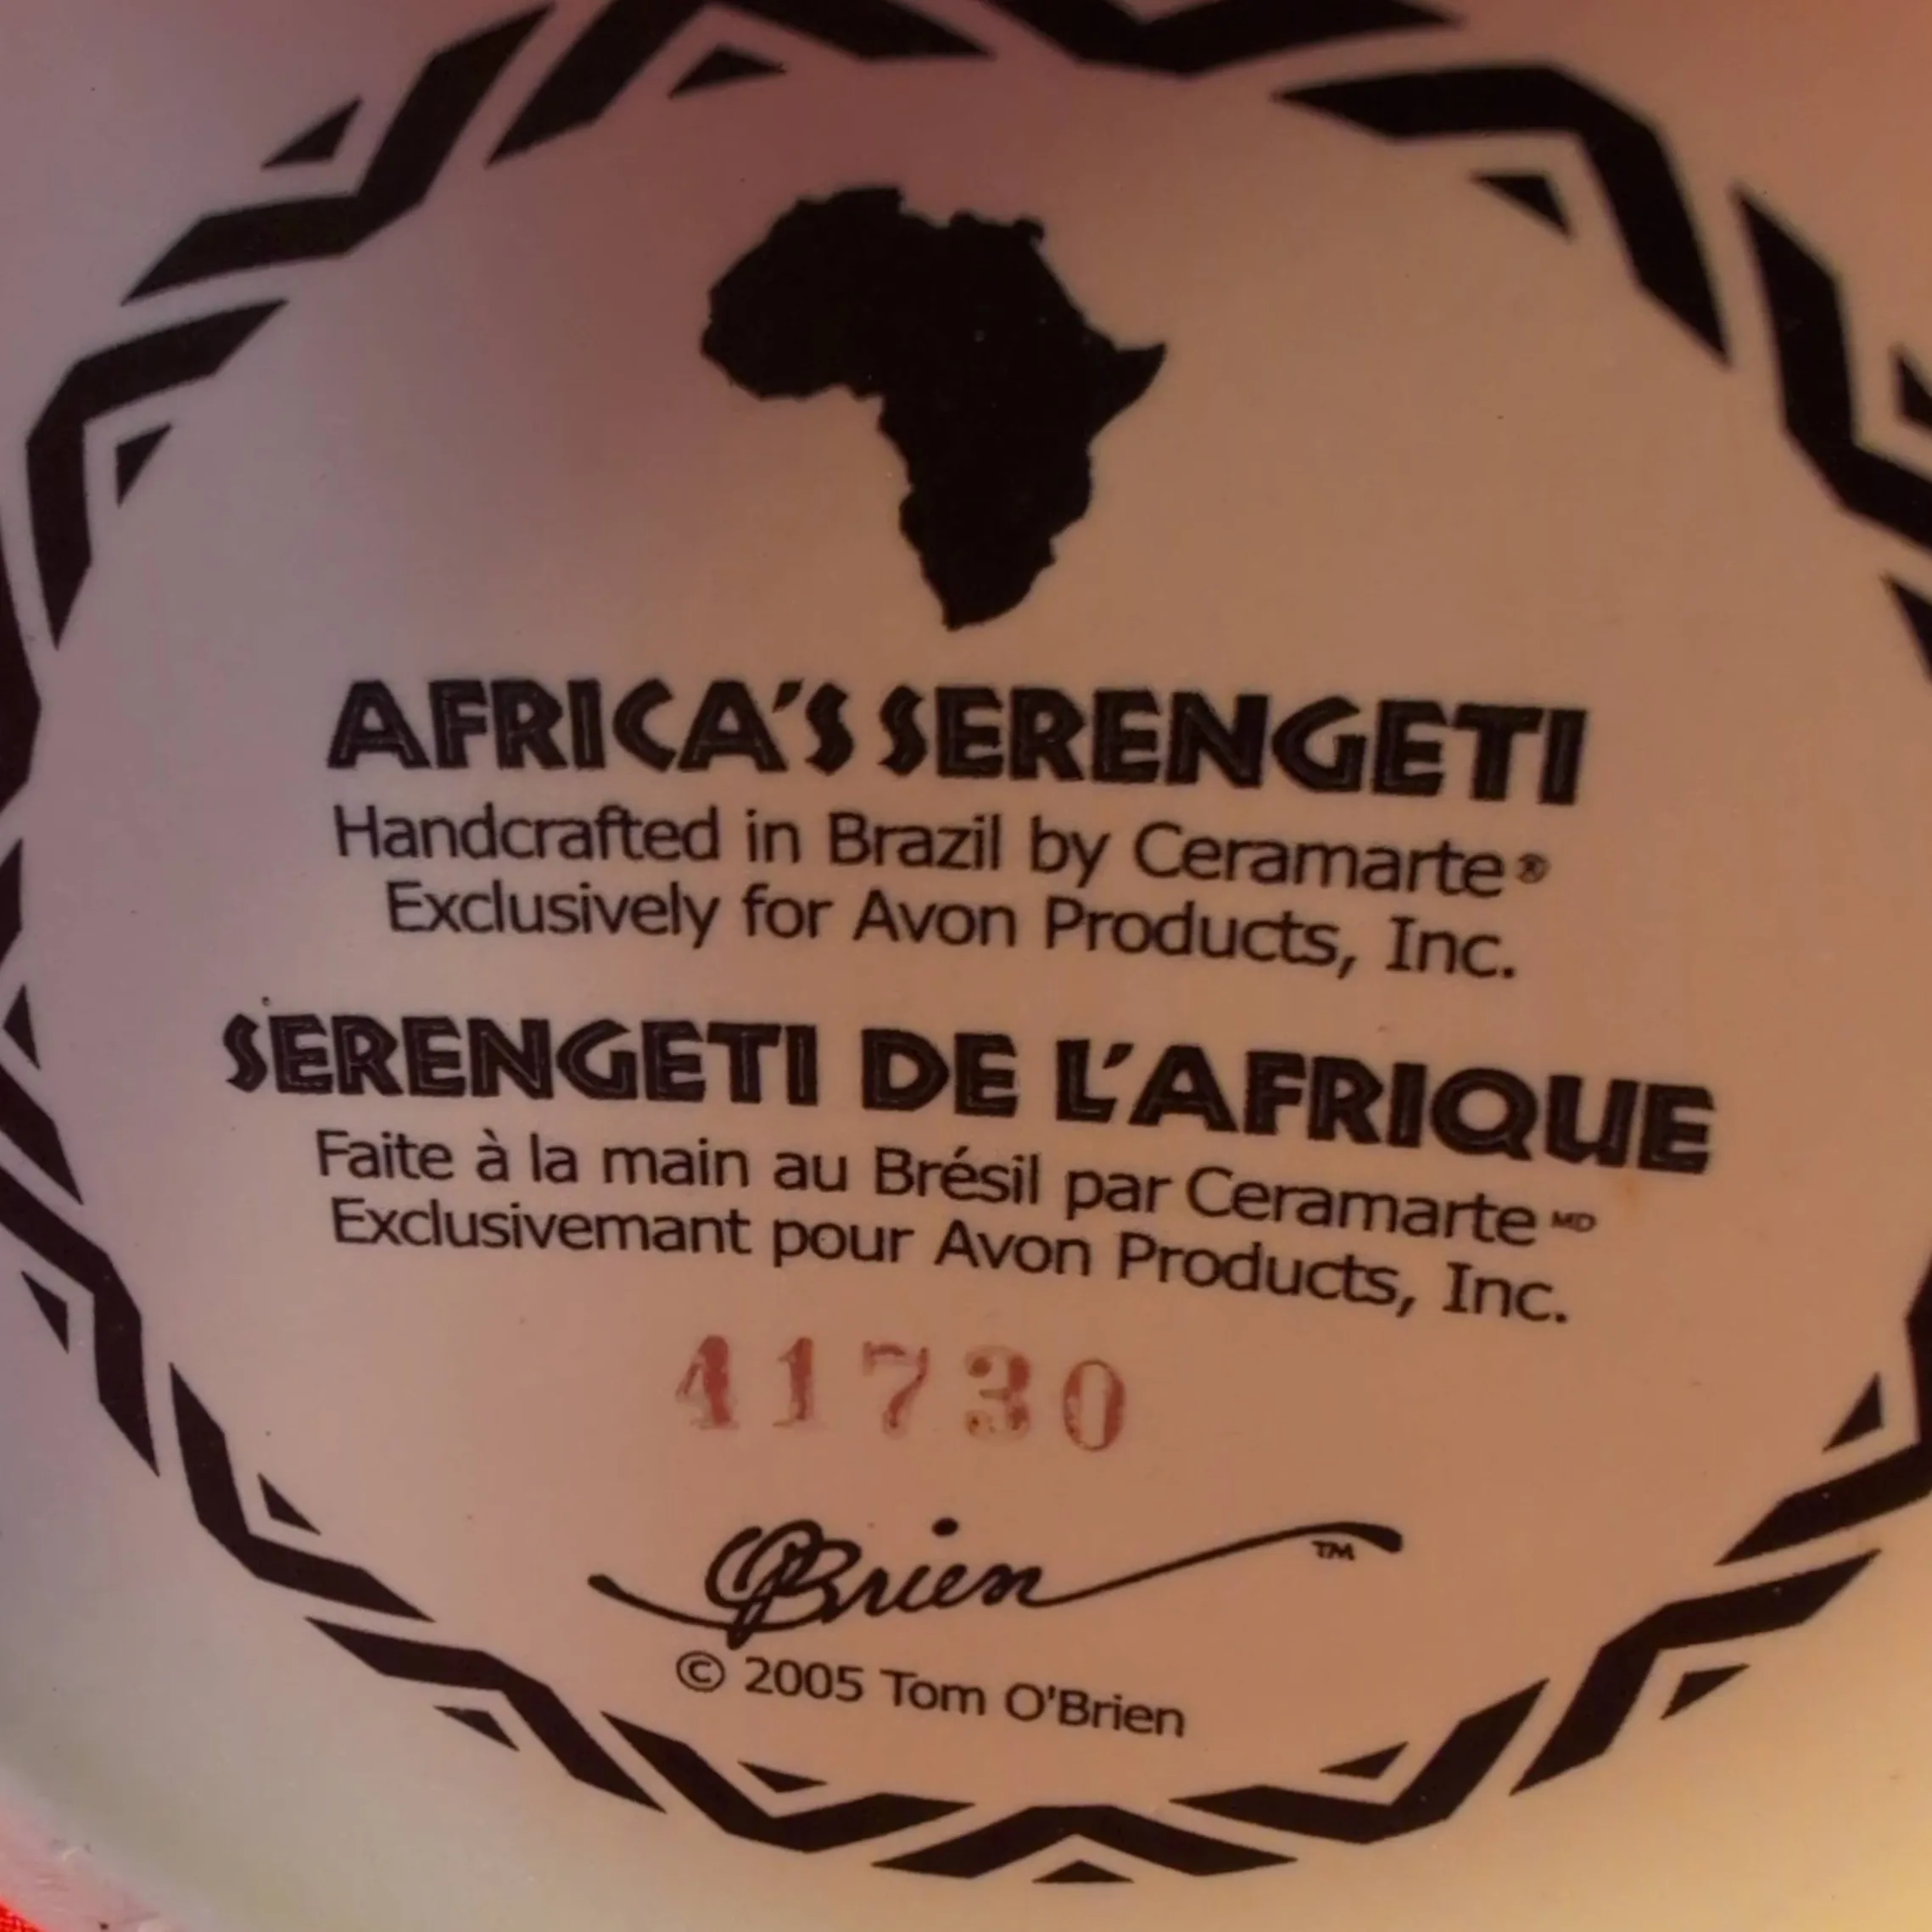 AFRICA'S SERENGETI
Handcrafted in Brazil by Ceramarte®
Exclusively for Avon Products, Inc.
SERENGETI DE L'AFRIQUE
Faite à la main au Brésil par Ceramarte MD
Exclusivemant pour Avon Products, Inc.
41730
O'Brien TM
© 2005 Tom O'Brien